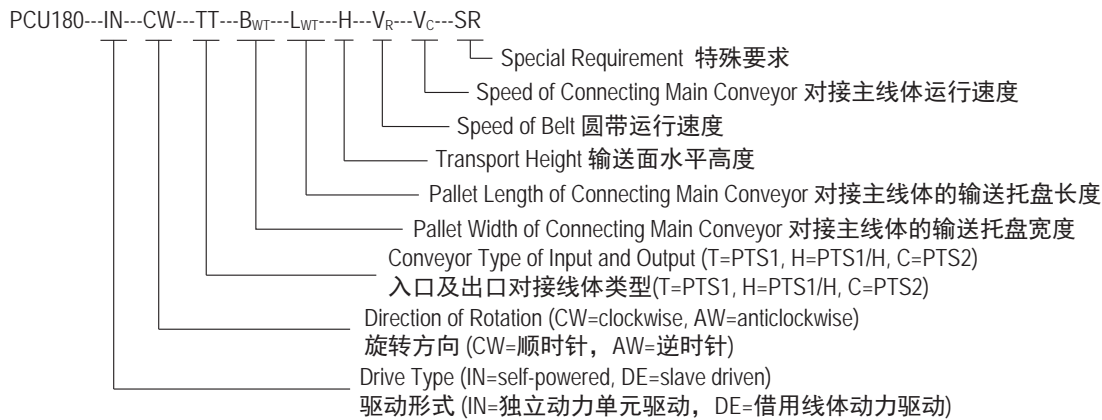 PCU180---IN---CW---TT---BWT---LWT---H---VR---VC---SR
Special Requirement 特殊要求
Speed of Connecting Main Conveyor 对接主线体运行速度
Speed of Belt 圆带运行速度
Transport Height 输送面水平高度
Pallet Length of Connecting Main Conveyor 对接主线体的输送托盘长度
Pallet Width of Connecting Main Conveyor 对接主线体的输送托盘宽度
Conveyor Type of Input and Output (T=PTS1, H=PTS1/H, C=PTS2)
入口及出口对接线体类型(T=PTS1, H=PTS1/H, C=PTS2)
Direction of Rotation (CW=clockwise, AW=anticlockwise)
旋转方向 (CW=顺时针，AW=逆时针)
Drive Type (IN=self-powered, DE=slave driven)
驱动形式 (IN=独立动力单元驱动，DE=借用线体动力驱动)